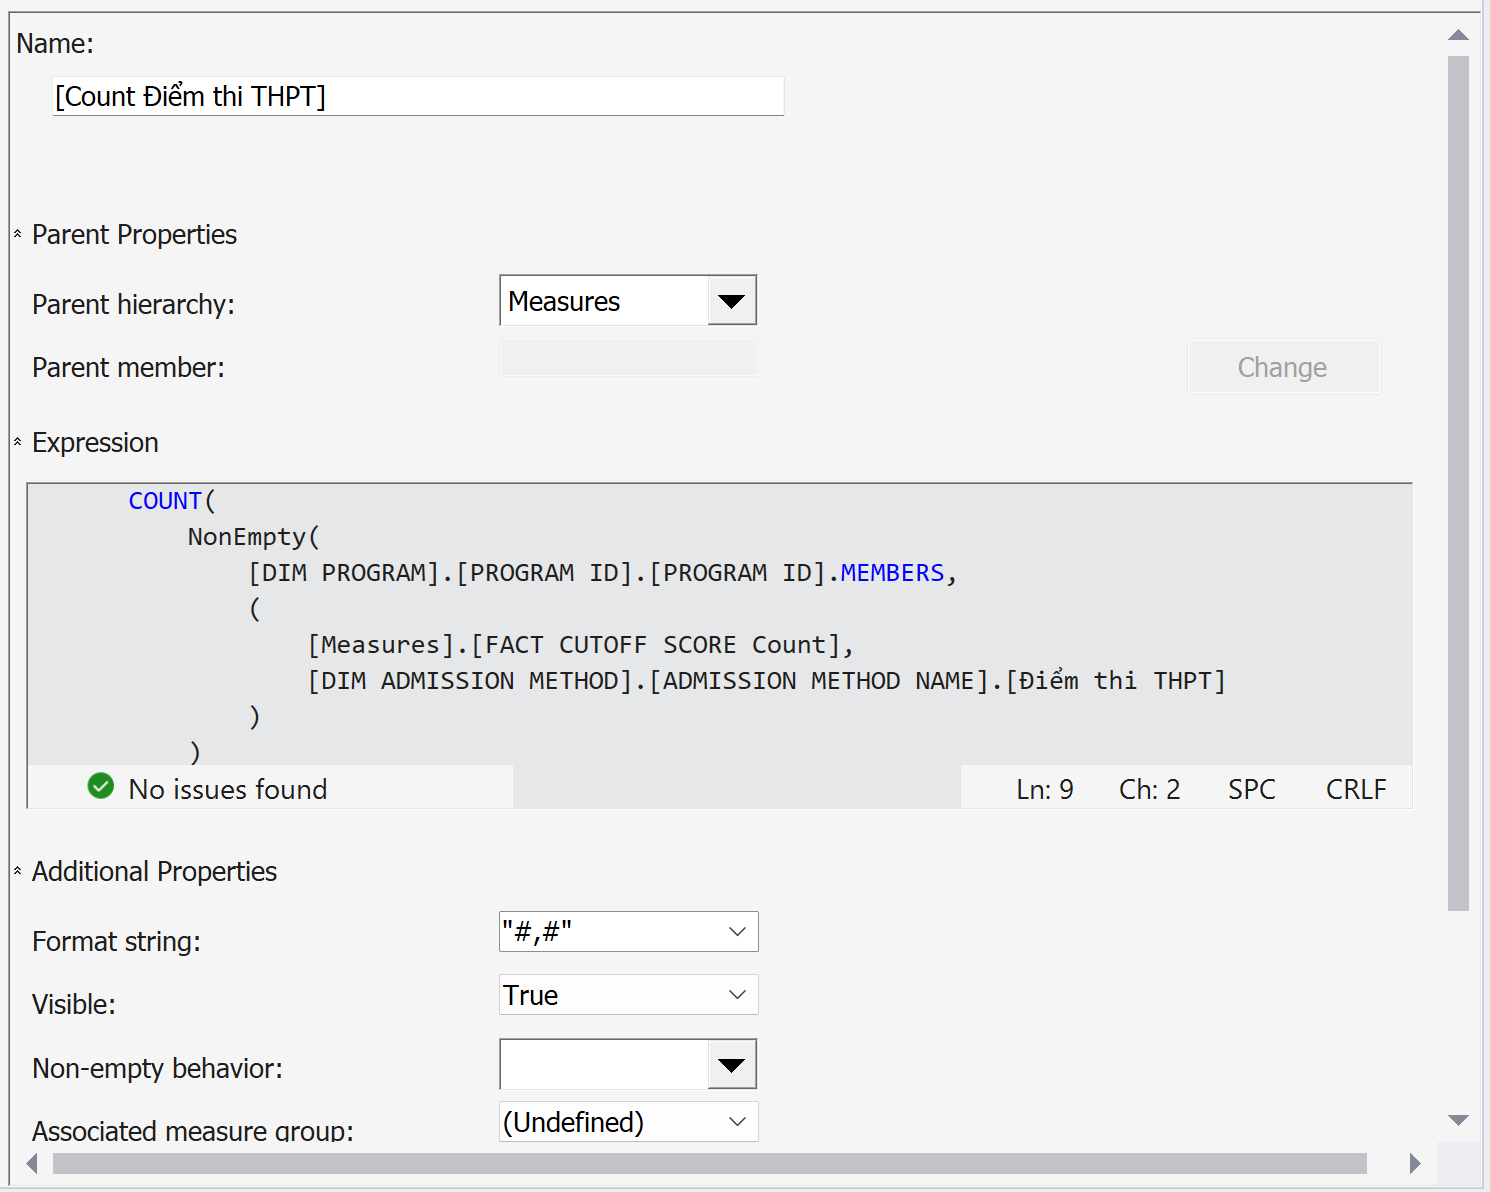 Name:
[Count Điểm thi THPT]
Parent Properties
Parent hierarchy:
Measures
Parent member:
Change
Expression
COUNT(
NonEmpty(
[DIM PROGRAM].[PROGRAM ID].[PROGRAM ID].MEMBERS,
(
[Measures].[FACT CUTOFF SCORE Count],
[DIM ADMISSION METHOD].[ADMISSION METHOD NAME].[Điểm thi THPT]
)
)
No issues found
Ln: 9 Ch: 2 SPC CRLF
Additional Properties
Format string:
"#,#"
Visible:
True
Non-empty behavior:
Associated measure group:
(Undefined)